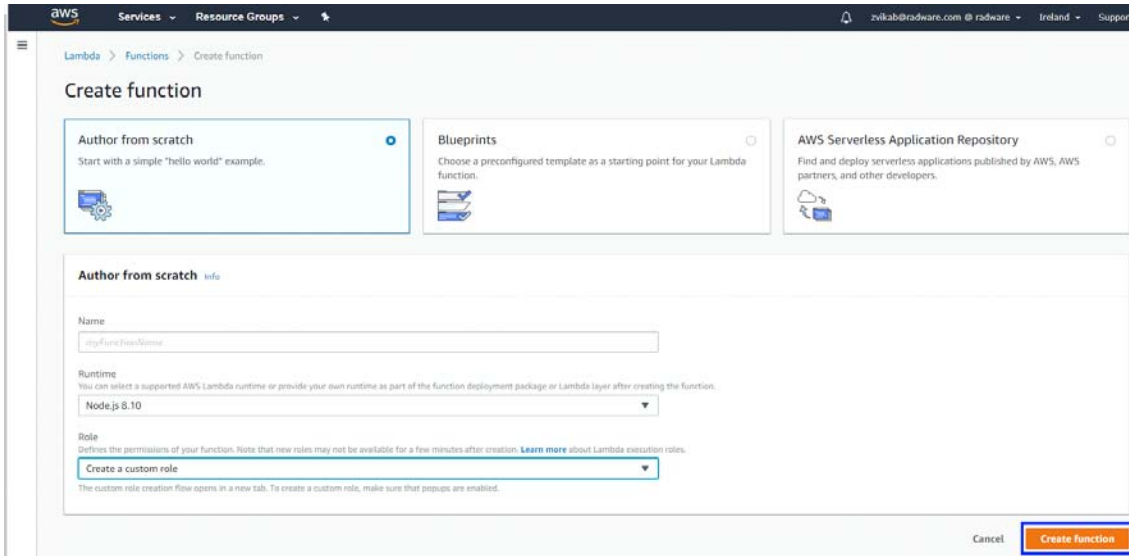 aws Services Resource Groups zvikab@radware.com @ radware Ireland Suppor
Lambda > Functions > Create function
Create function
Author from scratch
Start with a simple "hello world" example.
Blueprints
Choose a preconfigured template as a starting point for your Lambda
function.
AWS Serverless Application Repository
Find and deploy serverless applications published by AWS, AWS
partners, and other developers.
Author from scratch Info
Name
myFunctionName
Runtime
You can select a supported AWS Lambda runtime or provide your own runtime as part of the function deployment package or Lambda layer after creating the function.
Node.js 8.10
Role
Defines the permissions of your function. Note that new roles may not be available for a few minutes after creation. Learn more about Lambda execution roles.
Create a custom role
The custom role creation flow opens in a new tab. To create a custom role, make sure that popups are enabled.
Cancel Create function